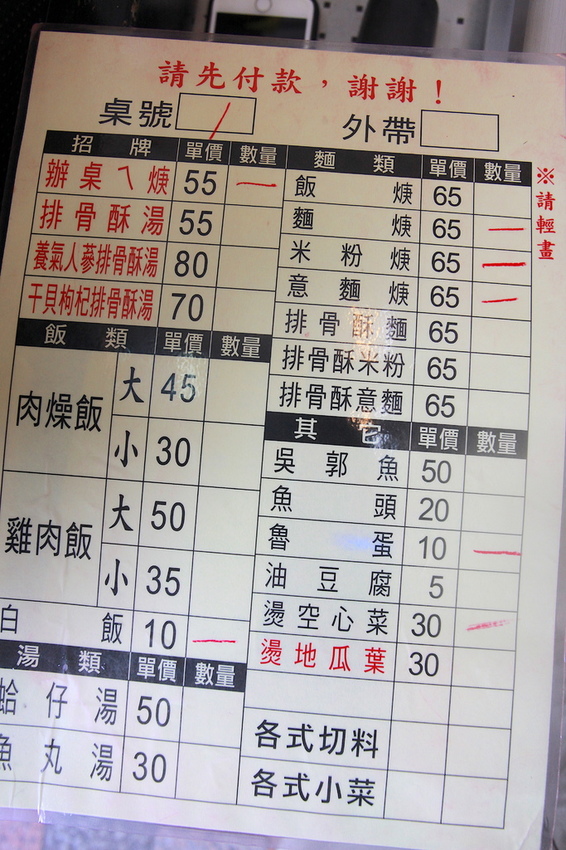 請先付款，謝謝！
桌號 外帶
※請輕畫
招牌 單價 數量
辦桌ㄟ焿 55
排骨酥湯 55
養氣人蔘排骨酥湯 80
干貝枸杞排骨酥湯 70
飯類 單價 數量
肉燥飯 大 45
小 30
雞肉飯 大 50
小 35
白飯 10
湯類 單價 數量
蛤仔湯 50
魚丸湯 30
麵類 單價 數量
飯焿 65
麵焿 65
米粉焿 65
意麵焿 65
排骨酥麵 65
排骨酥米粉 65
排骨酥意麵 65
其它 單價 數量
吳郭魚 50
魚頭 20
魯蛋 10
油豆腐 5
燙空心菜 30
燙地瓜葉 30
各式切料
各式小菜